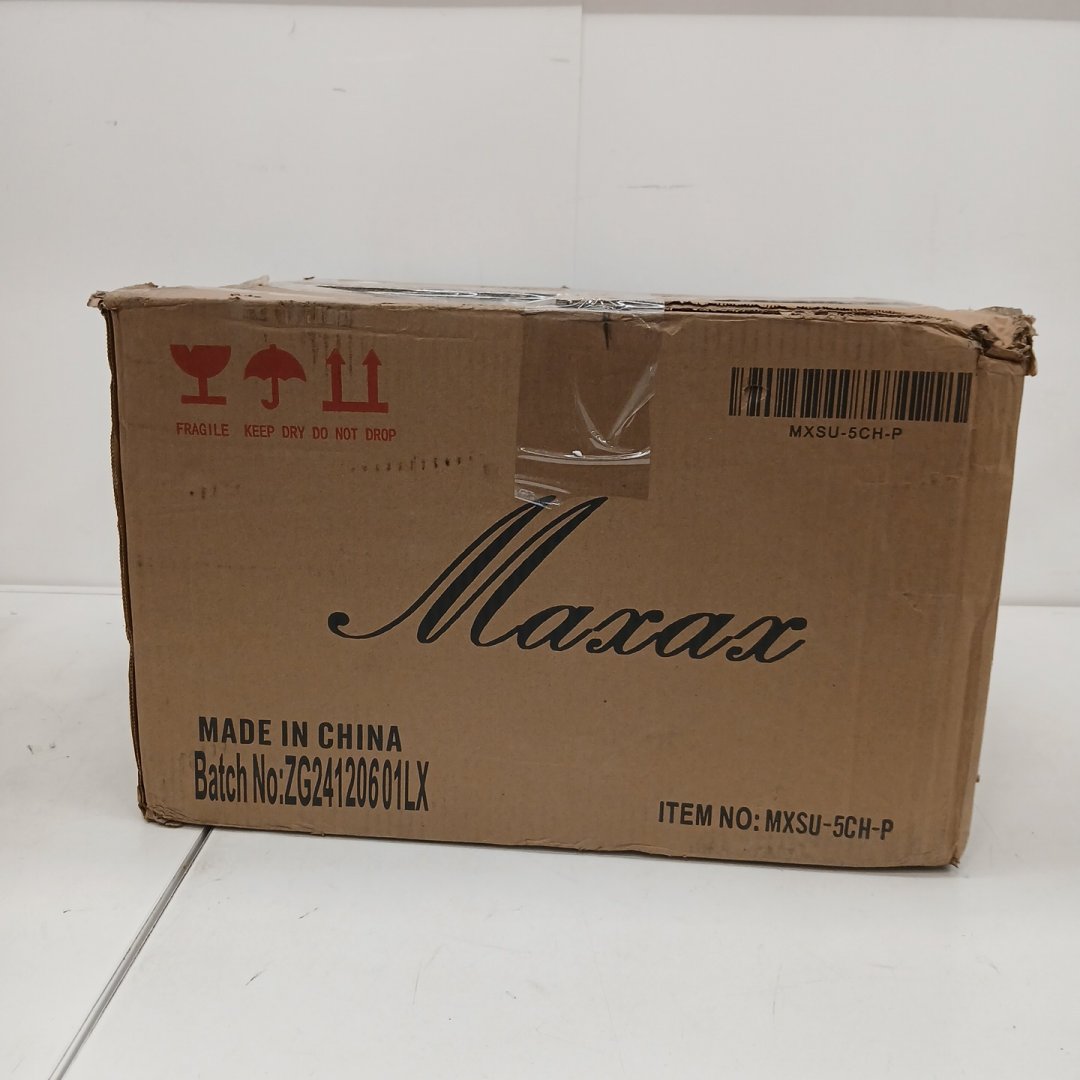 FRAGILE KEEP DRY DO NOT DROP
MXSU-5CH-P
Maxax
MADE IN CHINA
Batch No:ZG24120601LX
ITEM NO: MXSU-5CH-P